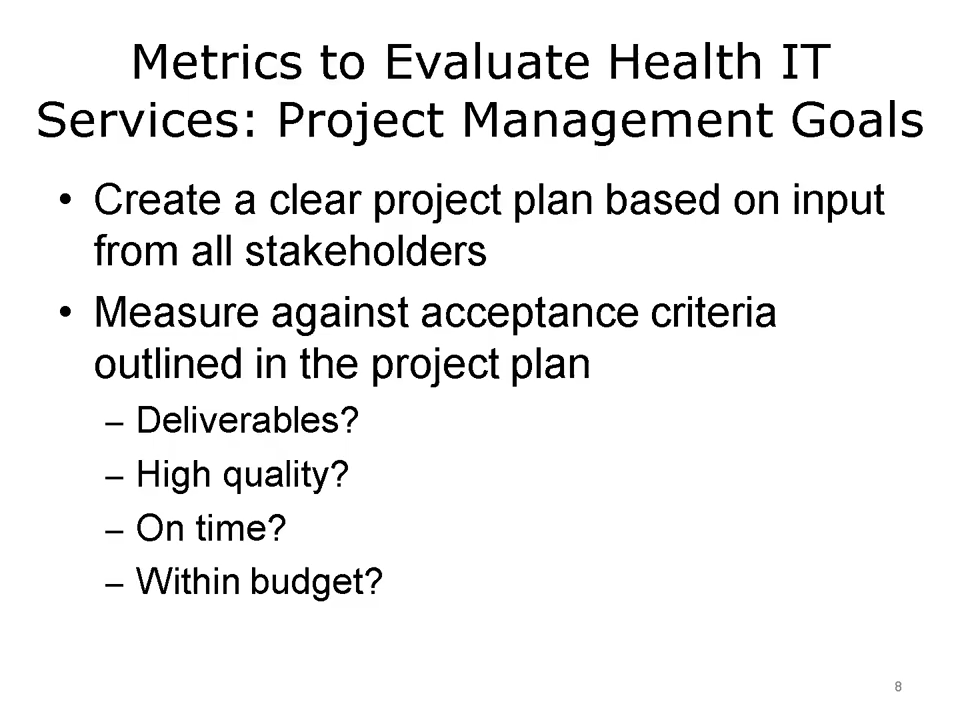 Metrics to Evaluate Health IT
Services: Project Management Goals
• Create a clear project plan based on input
from all stakeholders
• Measure against acceptance criteria
outlined in the project plan
– Deliverables?
– High quality?
– On time?
– Within budget?
8